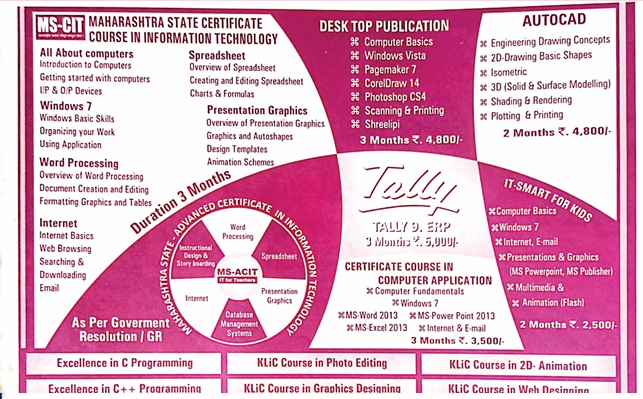 MS-CIT
MAHARASHTRA STATE CERTIFICATE
COURSE IN INFORMATION TECHNOLOGY
All About computers
Introduction to Computers
Getting started with computers
I/P & O/P Devices
Windows 7
Windows Basic Skills
Organizing your Work
Using Application
Word Processing
Overview of Word Processing
Document Creation and Editing
Formatting Graphics and Tables
Internet
Internet Basics
Web Browsing
Searching &
Downloading
Email
Spreadsheet
Overview of Spreadsheet
Creating and Editing Spreadsheet
Charts & Formulas
Presentation Graphics
Overview of Presentation Graphics
Graphics and Autoshapes
Design Templates
Animation Schemes
Duration 3 Months
DESK TOP PUBLICATION
⌘ Computer Basics
⌘ Windows Vista
⌘ Pagemaker 7
⌘ CorelDraw 14
⌘ Photoshop CS4
⌘ Scanning & Printing
⌘ Shreelipi
3 Months ₹. 4,800/-
AUTOCAD
⌘ Engineering Drawing Concepts
⌘ 2D-Drawing Basic Shapes
⌘ Isometric
⌘ 3D (Solid & Surface Modelling)
⌘ Shading & Rendering
⌘ Plotting & Printing
2 Months ₹. 4,800/-
MAHARASHTRA STATE - ADVANCED CERTIFICATE IN INFORMATION TECHNOLOGY
Word
Processing
Instructional
Design &
Story boarding
Spreadsheet
MS-ACIT
IT for Teachers
Internet
Presentation
Graphics
Database
Management
Systems
As Per Goverment
Resolution / GR
Tally
TALLY 9. ERP
3 Months ₹. 5,000/-
CERTIFICATE COURSE IN
COMPUTER APPLICATION
⌘ Computer Fundamentals
⌘ Windows 7
⌘ MS-Word 2013 ⌘ MS-Power Point 2013
⌘ MS-Excel 2013 ⌘ Internet & E-mail
3 Months ₹. 3,500/-
IT-SMART FOR KIDS
⌘ Computer Basics
⌘ Windows 7
⌘ Internet, E-mail
⌘ Presentations & Graphics
(MS Powerpoint, MS Publisher)
⌘ Multimedia &
⌘ Animation (Flash)
2 Months ₹. 2,500/-
Excellence in C Programming
KLiC Course in Photo Editing
KLiC Course in 2D- Animation
Excellence in C++ Programming
KLiC Course in Graphics Designing
KLiC Course in Web Designing